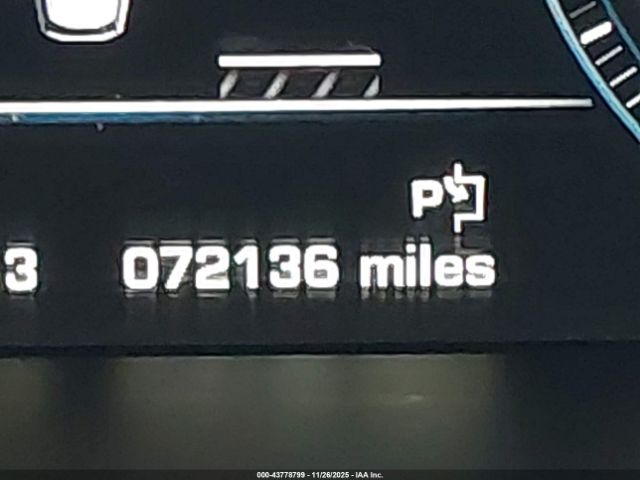 P
3 072136 miles
000-43778799 - 11/26/2025 - IAA Inc.